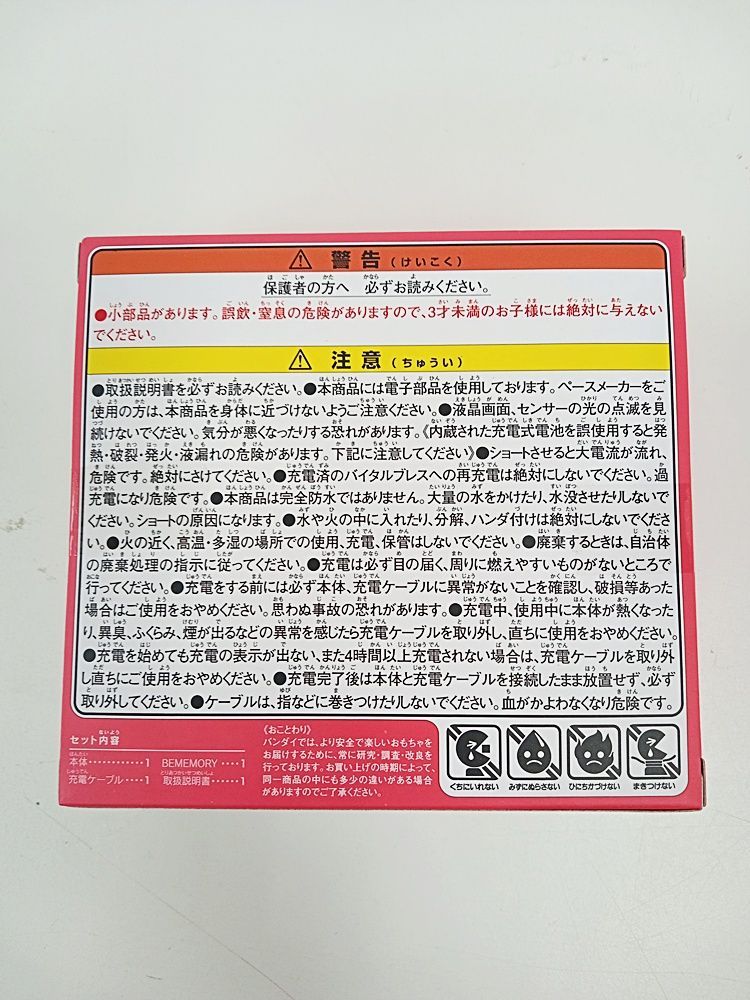 ⚠ 警告(けいこく)
保護者の方へ 必ずお読みください。
●小部品があります。誤飲・窒息の危険がありますので、3才未満のお子様には絶対に与えない
でください。
⚠ 注意(ちゅうい)
●取扱説明書を必ずお読みください。●本商品には電子部品を使用しております。ペースメーカーをご
使用の方は、本商品を身体に近づけないようご注意ください。●液晶画面、センサーの光の点滅を見
続けないでください。気分が悪くなったりする恐れがあります。《内蔵された充電式電池を誤使用すると発
熱・破裂・発火・液漏れの危険があります。下記に注意してください》●ショートさせると大電流が流れ、
危険です。絶対にさけてください。●充電済のバイタルブレスへの再充電は絶対にしないでください。過
充電になり危険です。●本商品は完全防水ではありません。大量の水をかけたり、水没させたりしないで
ください。ショートの原因になります。●水や火の中に入れたり、分解、ハンダ付けは絶対にしないでくださ
い。●火の近く、高温・多湿の場所での使用、充電、保管はしないでください。●廃棄するときは、自治体
の廃棄処理の指示に従ってください。●充電は必ず目の届く、周りに燃えやすいものがないところで
行ってください。●充電をする前には必ず本体、充電ケーブルに異常がないことを確認し、破損等あった
場合はご使用をおやめください。思わぬ事故の恐れがあります。●充電中、使用中に本体が熱くなった
り、異臭、ふくらみ、煙が出るなどの異常を感じたら充電ケーブルを取り外し、直ちに使用をおやめください。
●充電を始めても充電の表示が出ない、また4時間以上充電されない場合は、充電ケーブルを取り外
し直ちにご使用をおやめください。●充電完了後は本体と充電ケーブルを接続したまま放置せず、必ず
取り外してください。●ケーブルは、指などに巻きつけたりしないでください。血がかよわなくなり危険です。
セット内容
本体・・・・・・・・・・・・1 BEMEMORY・・・・1
充電ケーブル・・・・1 取扱説明書・・・・・・1
《おことわり》
バンダイでは、より安全で楽しいおもちゃを
お届けするために、常に研究・調査・改良を
行っております。お買い上げの時期によって、
同一商品の中にも多少の違いがある場合
がありますのでご了承ください。
くちにいれない みずにぬらさない ひにちかづけない まきつけない